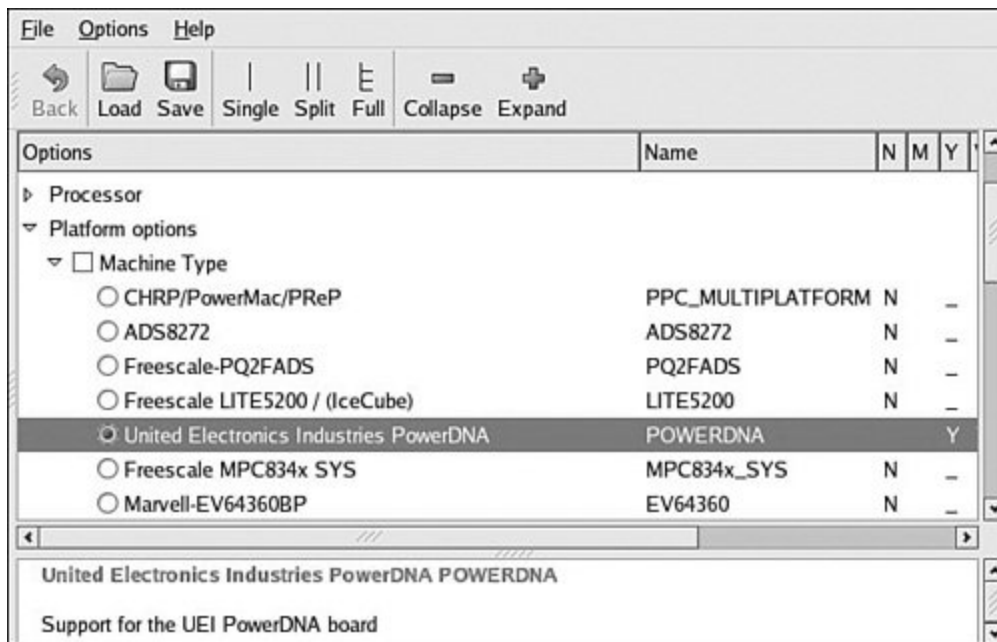 File Options Help
Back Load Save Single Split Full Collapse Expand
Options Name N M Y
Processor
Platform options
Machine Type
CHRP/PowerMac/PReP PPC_MULTIPLATFORM N _
ADS8272 ADS8272 N _
Freescale-PQ2FADS PQ2FADS N _
Freescale LITE5200 / (IceCube) LITE5200 N _
United Electronics Industries PowerDNA POWERDNA Y
Freescale MPC834x SYS MPC834x_SYS N _
Marvell-EV64360BP EV64360 N _
United Electronics Industries PowerDNA POWERDNA
Support for the UEI PowerDNA board